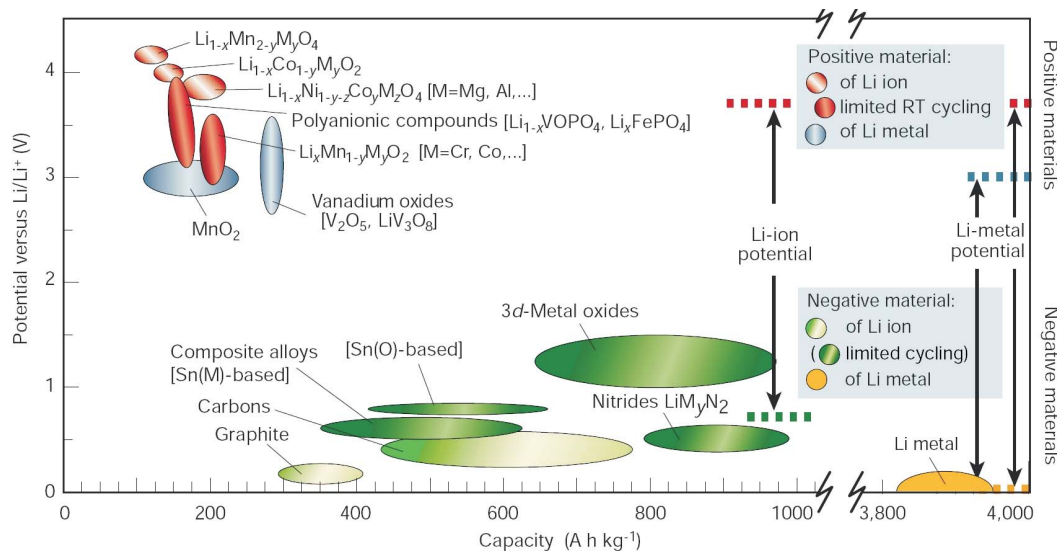 Potential versus Li/Li⁺ (V)
4
3
2
1
0
Li₁₋ₓMn₂₋yMyO₄
Li₁₋ₓCo₁₋yMyO₂
Li₁₋ₓNi₁₋y₋zCoyMzO₄ [M=Mg, Al,...]
Polyanionic compounds [Li₁₋ₓVOPO₄, LiₓFePO₄]
LiₓMn₁₋yMyO₂ [M=Cr, Co,...]
Vanadium oxides
[V₂O₅, LiV₃O₈]
MnO₂
Positive material:
of Li ion
limited RT cycling
of Li metal
Positive materials
Li-ion
potential
Li-metal
potential
Negative material:
of Li ion
( limited cycling)
of Li metal
Negative materials
3d-Metal oxides
[Sn(O)-based]
Composite alloys
[Sn(M)-based]
Carbons
Graphite
Nitrides LiMyN₂
Li metal
0
200
400
600
800
1000
3,800
4,000
Capacity (A h kg⁻¹)